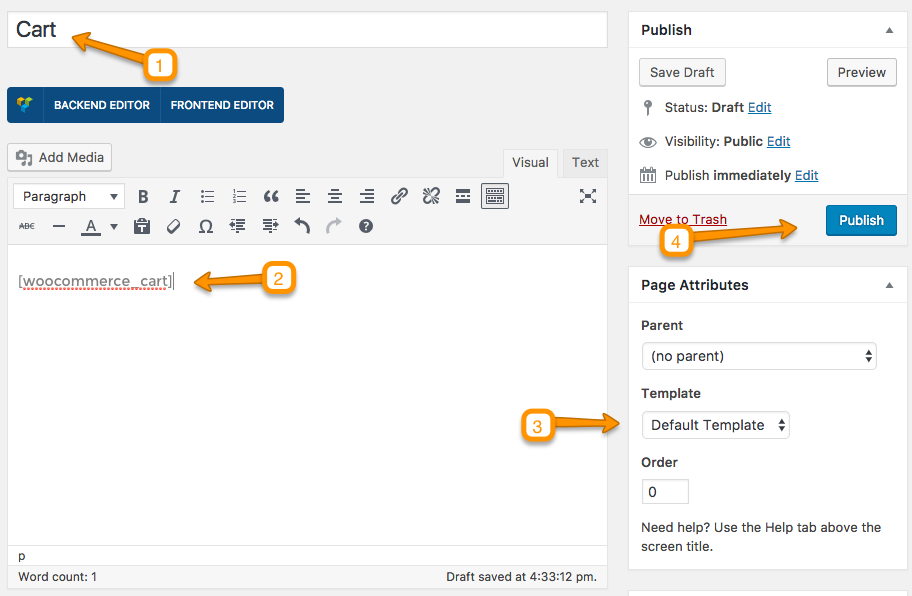 Cart
1
BACKEND EDITOR FRONTEND EDITOR
Add Media
Visual Text
Paragraph B I
ABC A
[woocommerce_cart]
2
p
Word count: 1 Draft saved at 4:33:12 pm.
Publish
Save Draft Preview
Status: Draft Edit
Visibility: Public Edit
Publish immediately Edit
Move to Trash Publish
4
Page Attributes
Parent
(no parent)
Template
3
Default Template
Order
0
Need help? Use the Help tab above the
screen title.